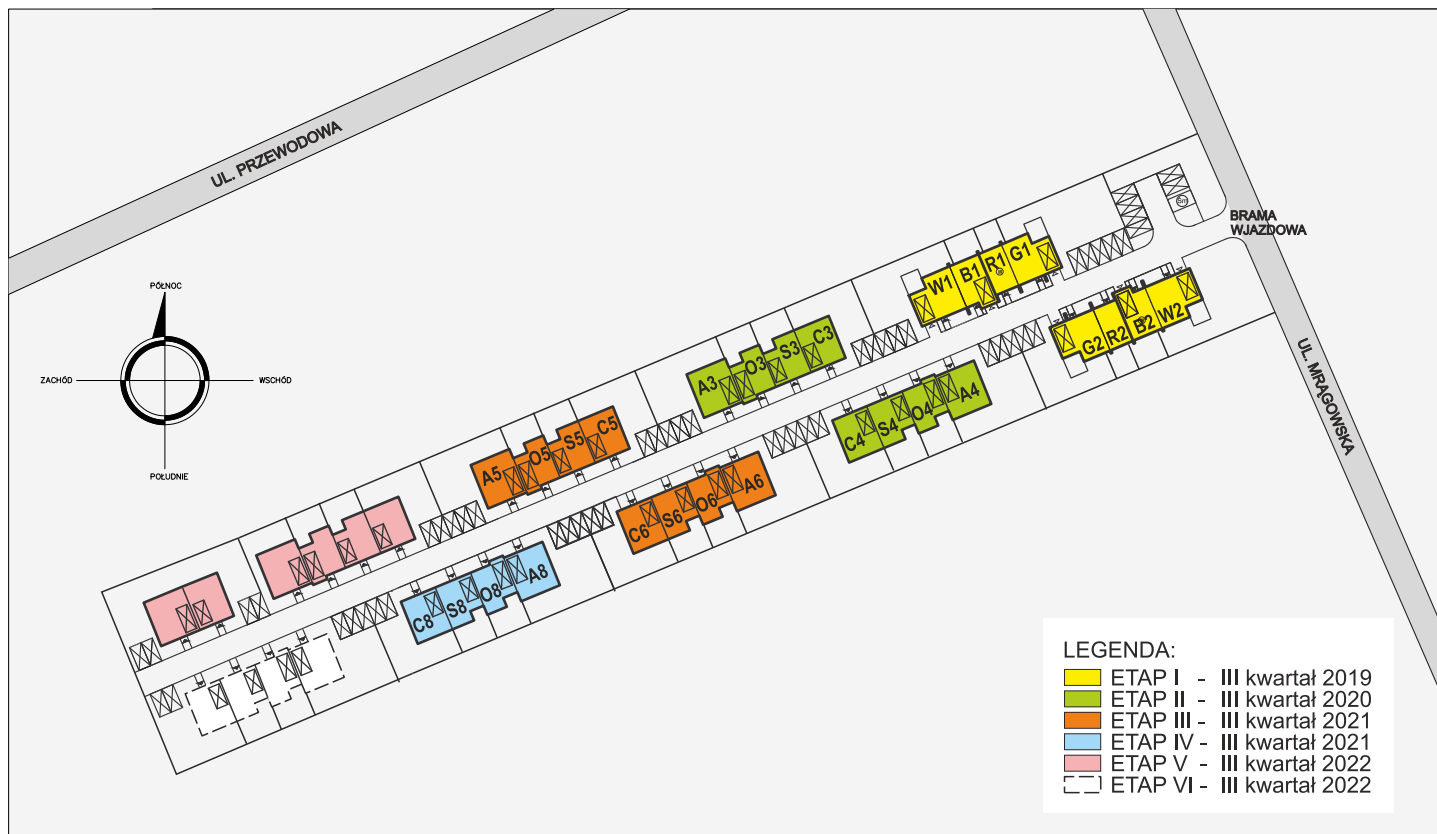 UL. PRZEWODOWA
BRAMA
WJAZDOWA
Sm
UL. MRĄGOWSKA
PÓŁNOC
ZACHÓD
WSCHÓD
POŁUDNIE
W1
B1
R1
G1
G2
R2
B2
W2
A3
O3
S3
C3
C4
S4
O4
A4
A5
O5
S5
C5
C6
S6
O6
A6
C8
S8
O8
A8
LEGENDA:
ETAP I - III kwartał 2019
ETAP II - III kwartał 2020
ETAP III - III kwartał 2021
ETAP IV - III kwartał 2021
ETAP V - III kwartał 2022
ETAP VI - III kwartał 2022